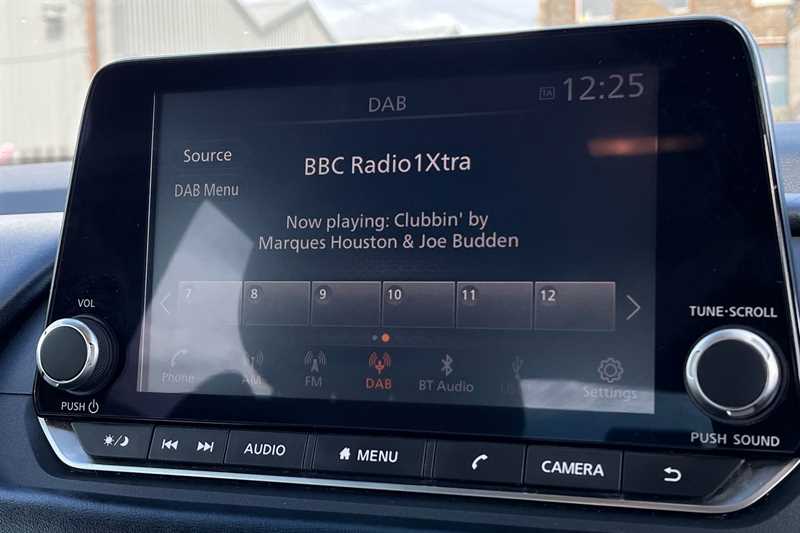 DAB
1A
12:25
Source
BBC Radio1Xtra
DAB Menu
Now playing: Clubbin' by
Marques Houston & Joe Budden
7 8 9 10 11 12
VOL
TUNE·SCROLL
Phone AM FM DAB BT Audio Settings
PUSH
PUSH SOUND
AUDIO MENU CAMERA